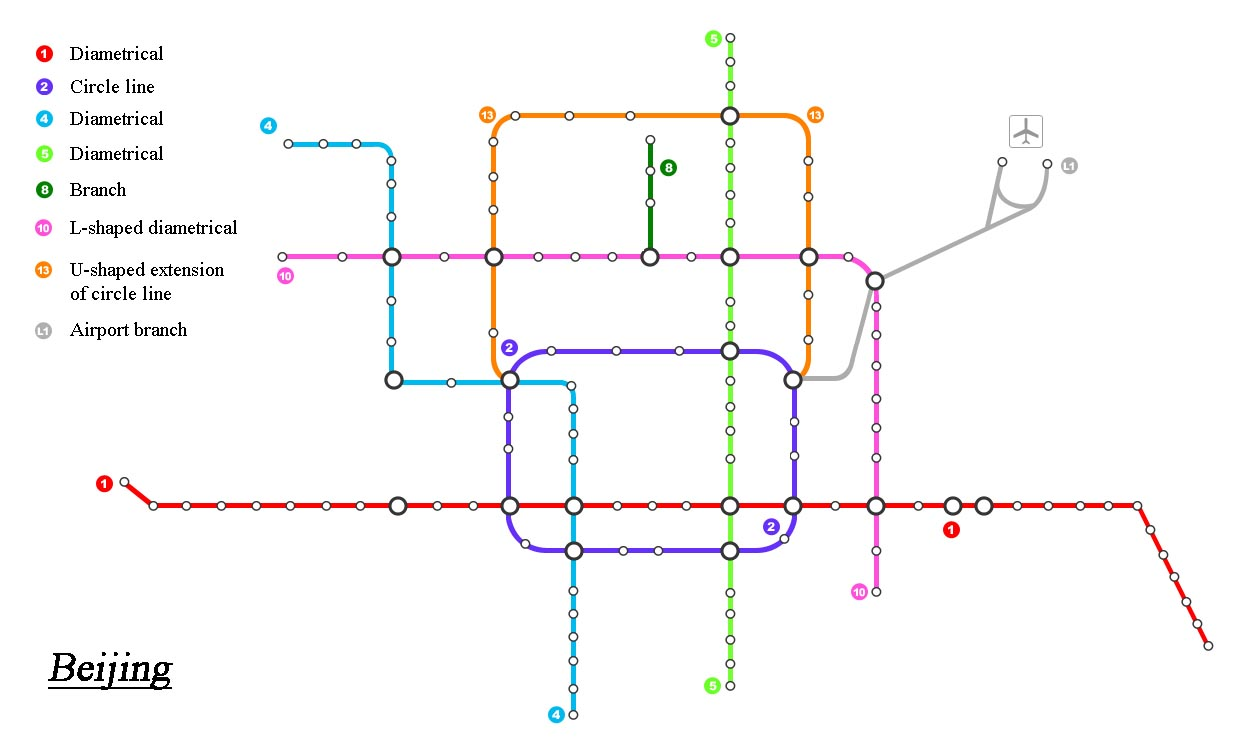 1 Diametrical
2 Circle line
4 Diametrical
5 Diametrical
8 Branch
10 L-shaped diametrical
13 U-shaped extension
of circle line
L1 Airport branch
5
4
13
13
8
L1
10
2
1
2
1
10
5
4
Beijing